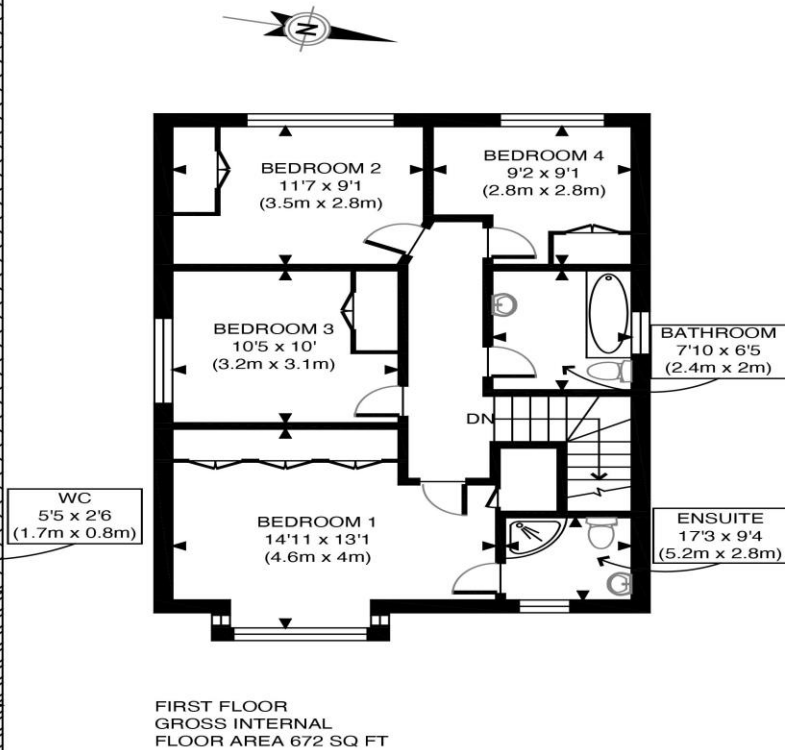 N
BEDROOM 2
11'7 x 9'1
(3.5m x 2.8m)
BEDROOM 4
9'2 x 9'1
(2.8m x 2.8m)
BEDROOM 3
10'5 x 10'
(3.2m x 3.1m)
BATHROOM
7'10 x 6'5
(2.4m x 2m)
DN
WC
5'5 x 2'6
(1.7m x 0.8m)
BEDROOM 1
14'11 x 13'1
(4.6m x 4m)
ENSUITE
17'3 x 9'4
(5.2m x 2.8m)
FIRST FLOOR
GROSS INTERNAL
FLOOR AREA 672 SQ FT